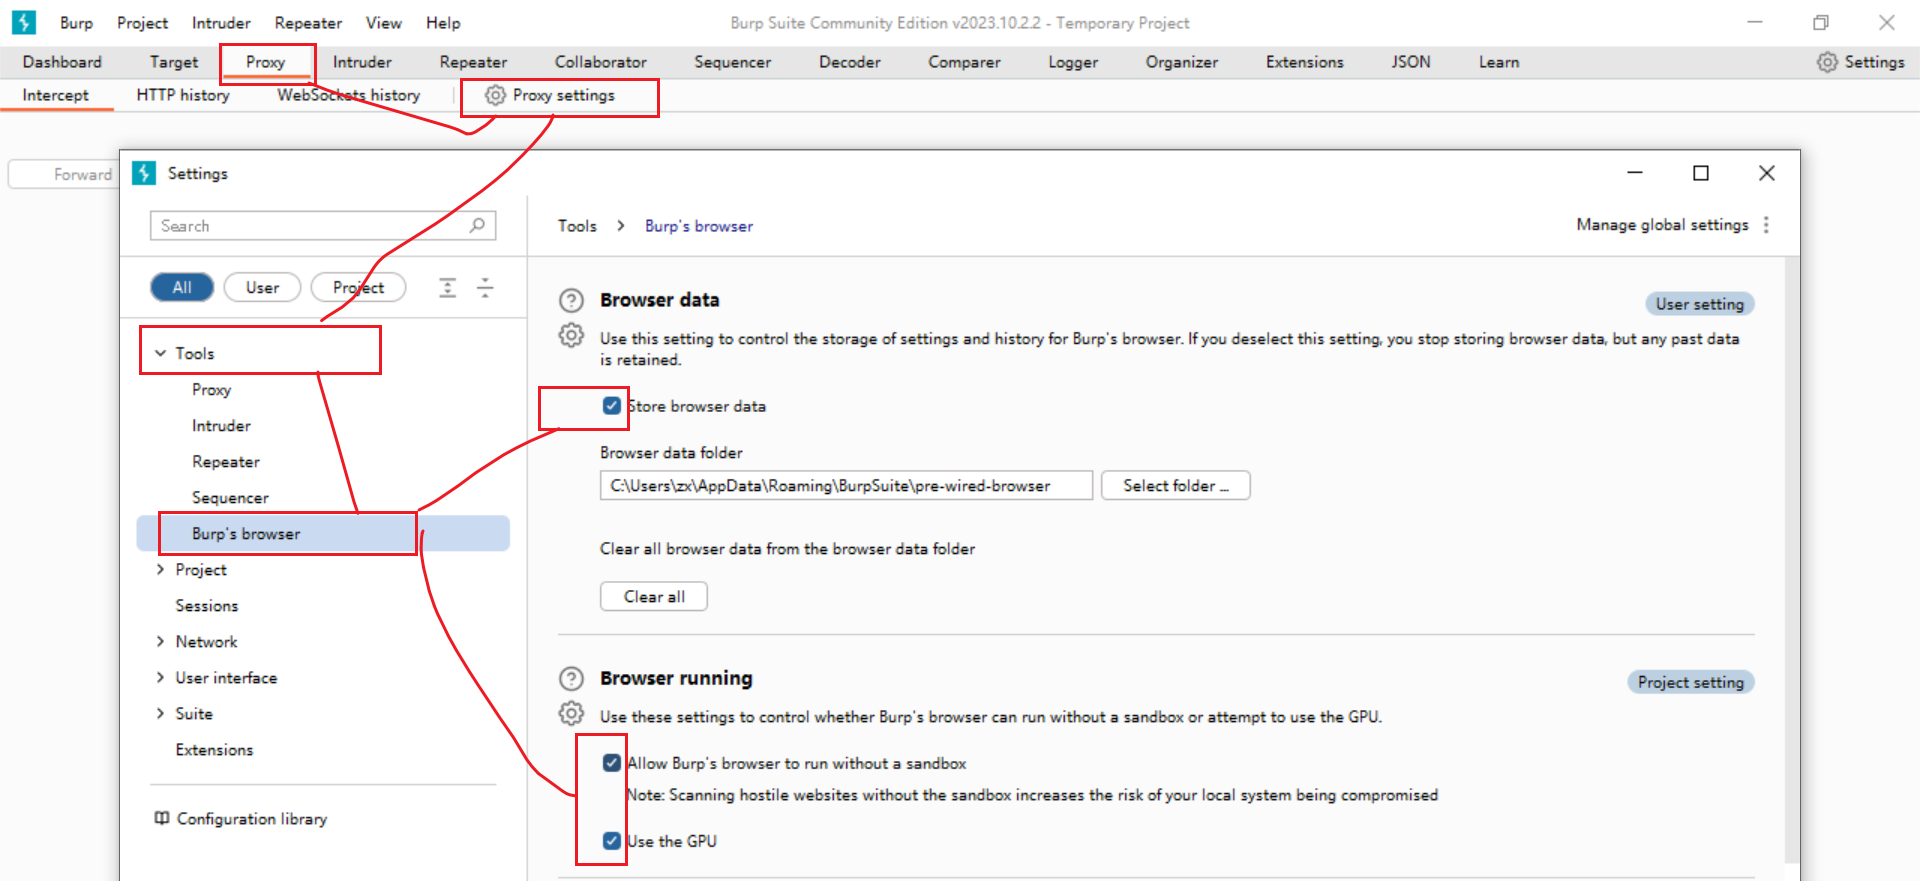 Burp Project Intruder Repeater View Help Burp Suite Community Edition v2023.10.2.2 - Temporary Project
Dashboard Target Proxy Intruder Repeater Collaborator Sequencer Decoder Comparer Logger Organizer Extensions JSON Learn Settings
Intercept HTTP history WebSockets history Proxy settings
Forward
Settings
Search
Tools > Burp's browser
Manage global settings
All User Project
Tools
Proxy
Intruder
Repeater
Sequencer
Burp's browser
Project
Sessions
Network
User interface
Suite
Extensions
Configuration library
Browser data
User setting
Use this setting to control the storage of settings and history for Burp's browser. If you deselect this setting, you stop storing browser data, but any past data
is retained.
Store browser data
Browser data folder
C:\Users\zx\AppData\Roaming\BurpSuite\pre-wired-browser Select folder ...
Clear all browser data from the browser data folder
Clear all
Browser running
Project setting
Use these settings to control whether Burp's browser can run without a sandbox or attempt to use the GPU.
Allow Burp's browser to run without a sandbox
Note: Scanning hostile websites without the sandbox increases the risk of your local system being compromised
Use the GPU